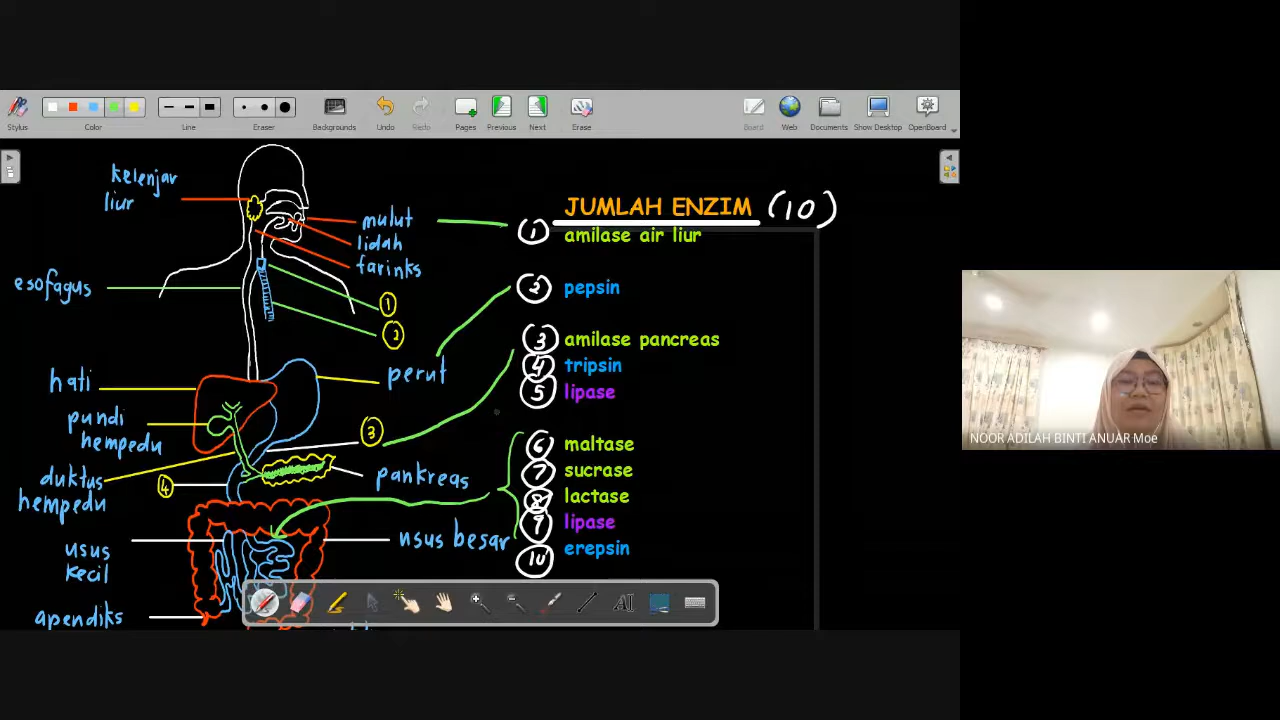 Stylus
Color
Line
Eraser
Backgrounds
Undo
Redo
Pages
Previous
Next
Erase
Board
Web
Documents
Show Desktop
OpenBoard
kelenjar
liur
mulut
lidah
farinks
esofagus
1
2
hati
perut
pundi
hempedu
3
duktus
hempedu
4
pankreas
usus besar
usus
kecil
apendiks
JUMLAH ENZIM (10)
1 amilase air liur
2 pepsin
3 amilase pancreas
4 tripsin
5 lipase
6 maltase
7 sucrase
8 lactase
9 lipase
10 erepsin
NOOR ADILAH BINTI ANUAR Moe